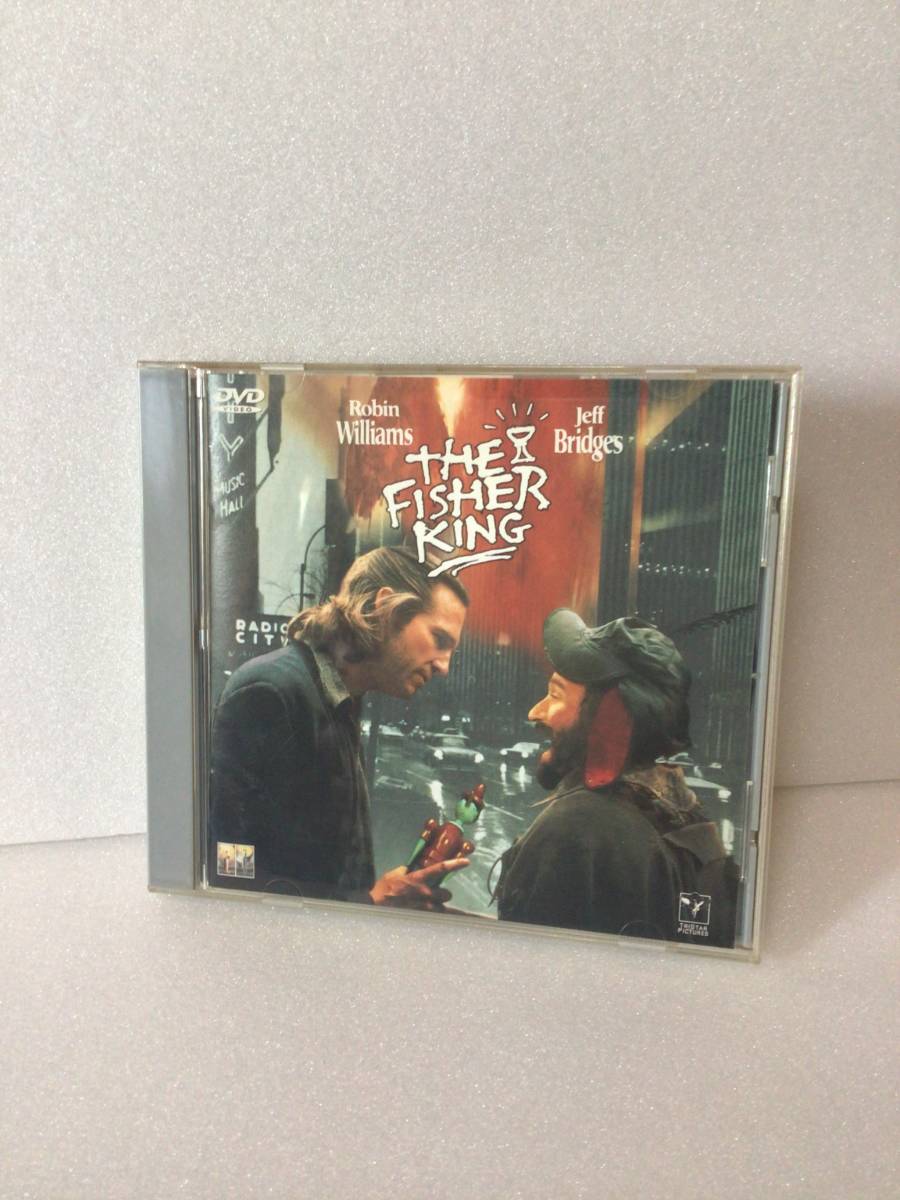 DVD
VIDEO
Robin
Williams
Jeff
Bridges
THE
FISHER
KING
MUSIC
HALL
RADIO
CITY
TRISTAR
PICTURES